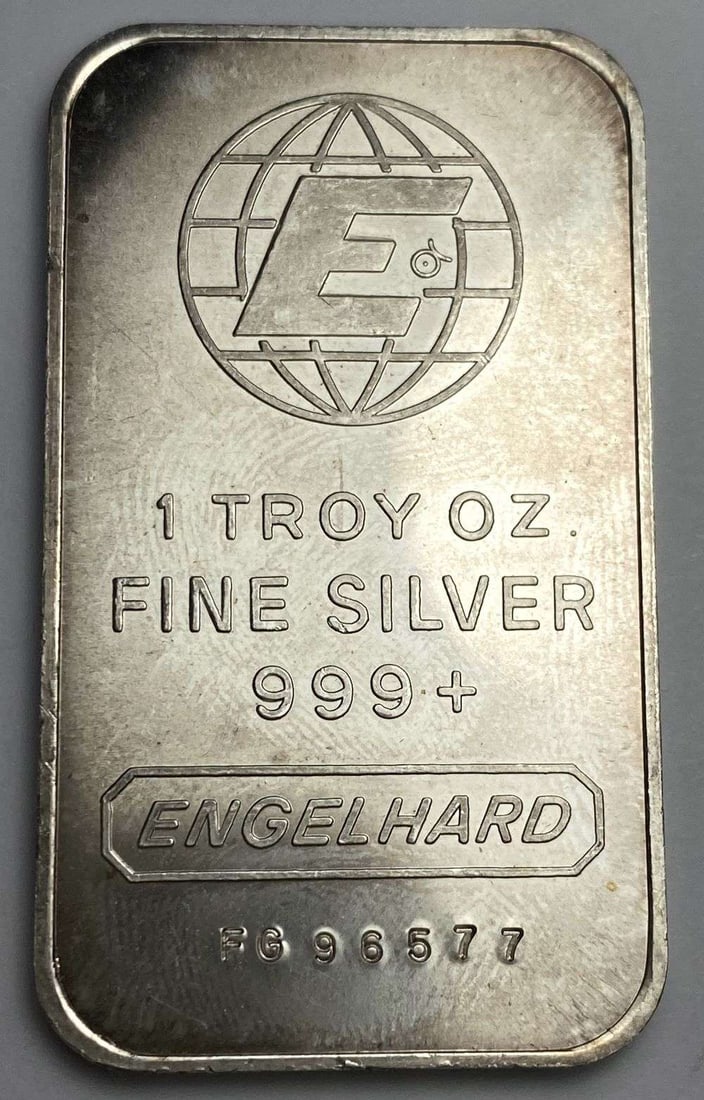 E
1 TROY OZ.
FINE SILVER
999+
ENGELHARD
FG 96577